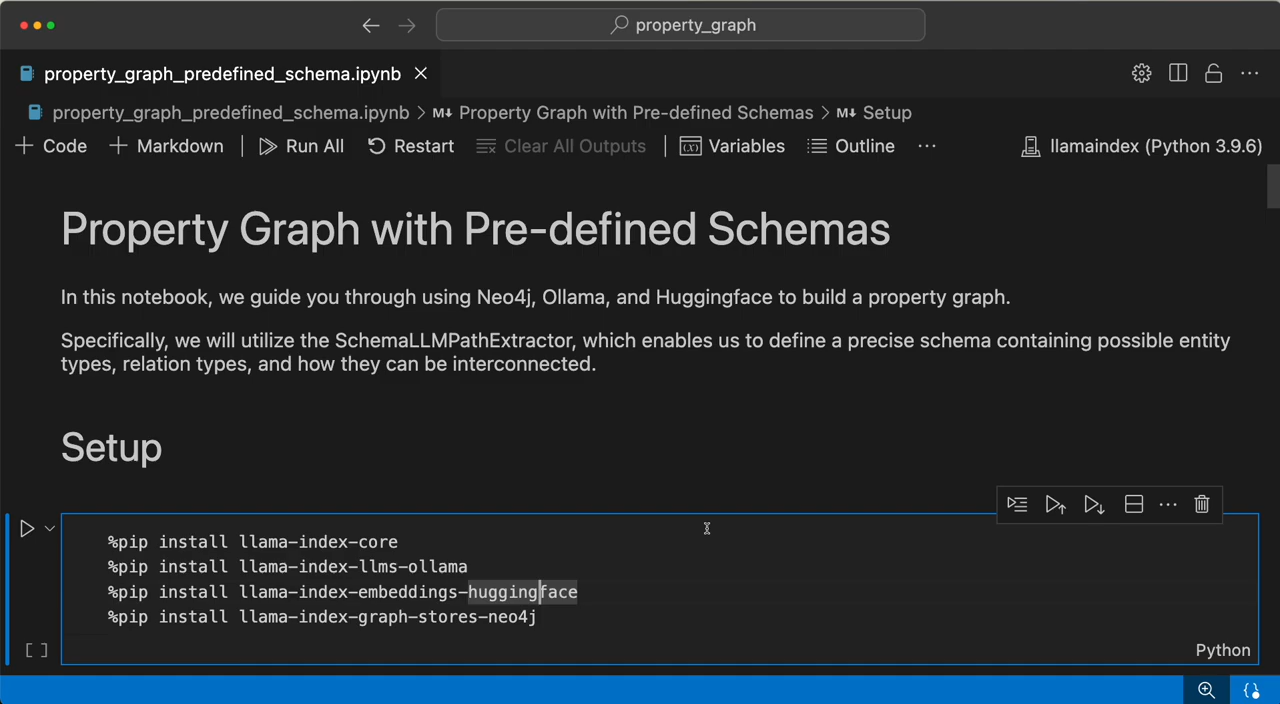 property_graph
property_graph_predefined_schema.ipynb
property_graph_predefined_schema.ipynb > M↓ Property Graph with Pre-defined Schemas > M↓ Setup
+ Code + Markdown | Run All Restart Clear All Outputs | Variables Outline ··· llamaindex (Python 3.9.6)
Property Graph with Pre-defined Schemas
In this notebook, we guide you through using Neo4j, Ollama, and Huggingface to build a property graph.
Specifically, we will utilize the SchemaLLMPathExtractor, which enables us to define a precise schema containing possible entity
types, relation types, and how they can be interconnected.
Setup
%pip install llama-index-core
%pip install llama-index-llms-ollama
%pip install llama-index-embeddings-huggingface
%pip install llama-index-graph-stores-neo4j
[ ]
Python